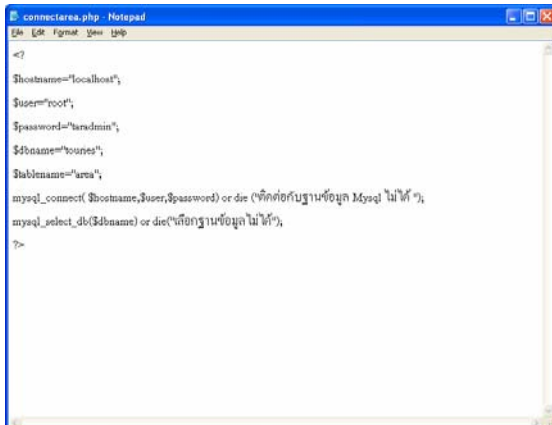 connectarea.php - Notepad
File Edit Format View Help
<?
$hostname="localhost";
$user="root";
$password="taradmin";
$dbname="touries";
$tablename="area";
mysql_connect( $hostname,$user,$password) or die ("ติดต่อกับฐานข้อมูล Mysql ไม่ได้ ");
mysql_select_db($dbname) or die("เลือกฐานข้อมูลไม่ได้");
?>